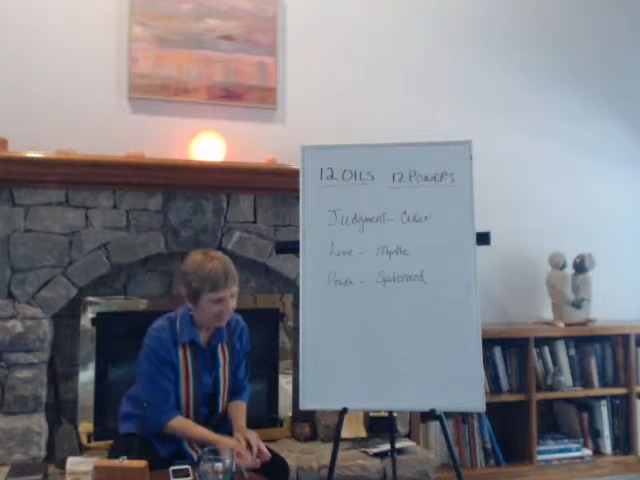 12 OILS 12 POWERS
Judgment - Cedar
Love - Myrtle
Power - Spikenard